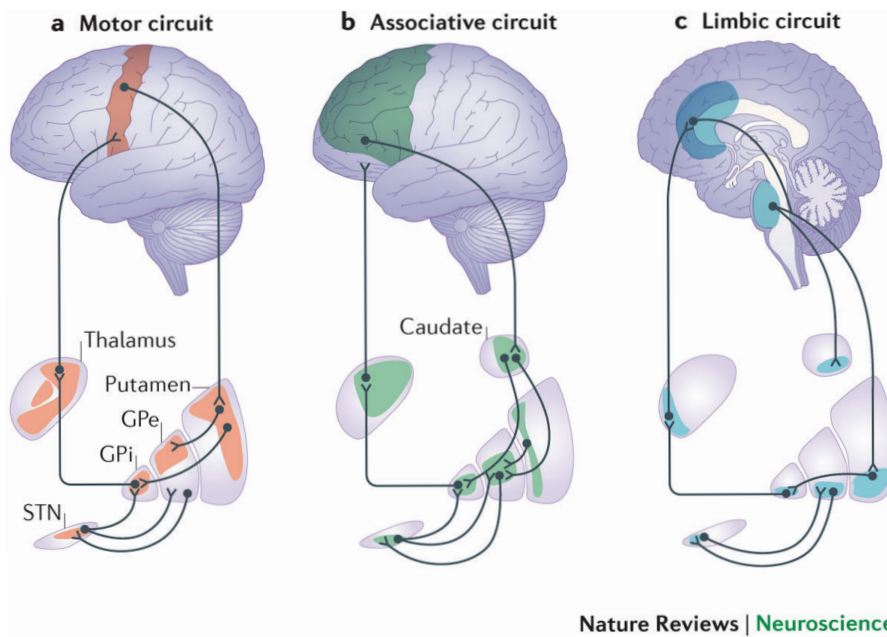 a Motor circuit
b Associative circuit
c Limbic circuit
Thalamus
Caudate
Putamen
GPe
GPi
STN
Nature Reviews | Neuroscience